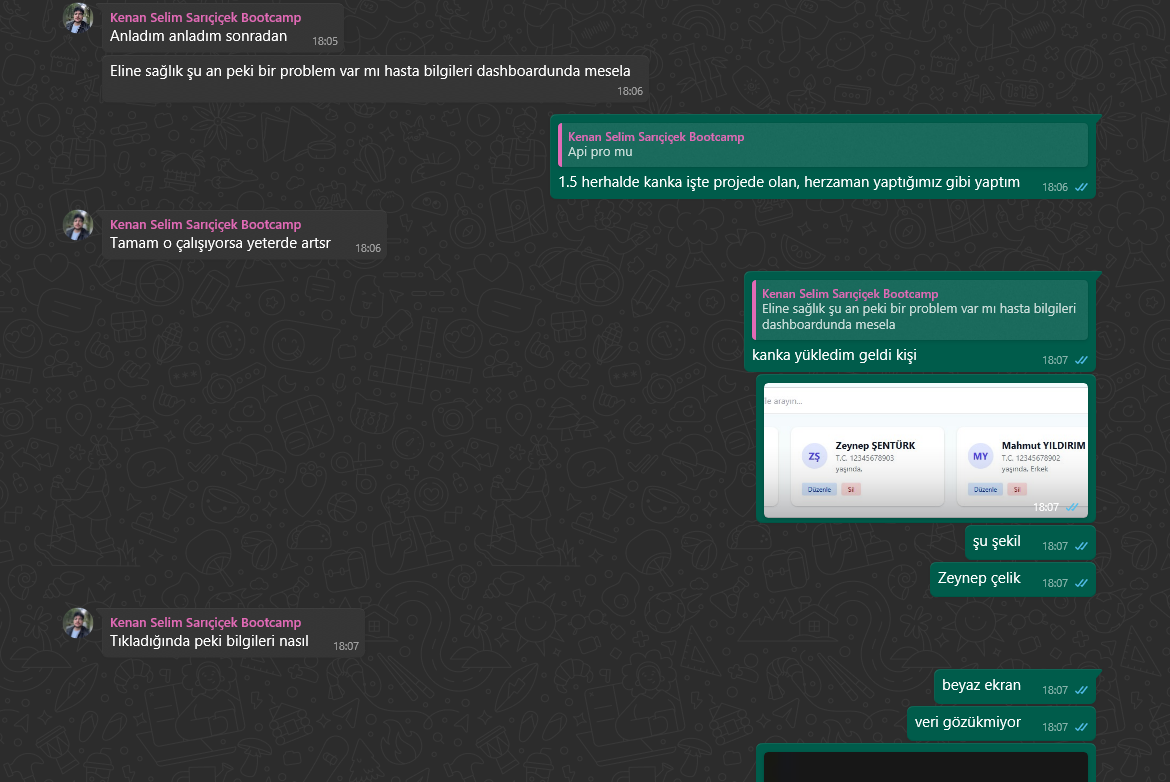 Kenan Selim Sarıçiçek Bootcamp
Anladım anladım sonradan 18:05
Eline sağlık şu an peki bir problem var mı hasta bilgileri dashboardunda mesela
18:06
Kenan Selim Sarıçiçek Bootcamp
Api pro mu
1.5 herhalde kanka işte projede olan, herzaman yaptığımız gibi yaptım 18:06
Kenan Selim Sarıçiçek Bootcamp
Tamam o çalışıyorsa yeterde artsr 18:06
Kenan Selim Sarıçiçek Bootcamp
Eline sağlık şu an peki bir problem var mı hasta bilgileri
dashboardunda mesela
kanka yükledim geldi kişi 18:07
le arayın...
ZŞ
Zeynep ŞENTÜRK
T.C. 12345678903
yaşında,
Düzenle Sil
MY
Mahmut YILDIRIM
T.C. 12345678902
yaşında, Erkek
Düzenle Sil
18:07
şu şekil 18:07
Zeynep çelik 18:07
Kenan Selim Sarıçiçek Bootcamp
Tıkladığında peki bilgileri nasıl 18:07
beyaz ekran 18:07
veri gözükmiyor 18:07